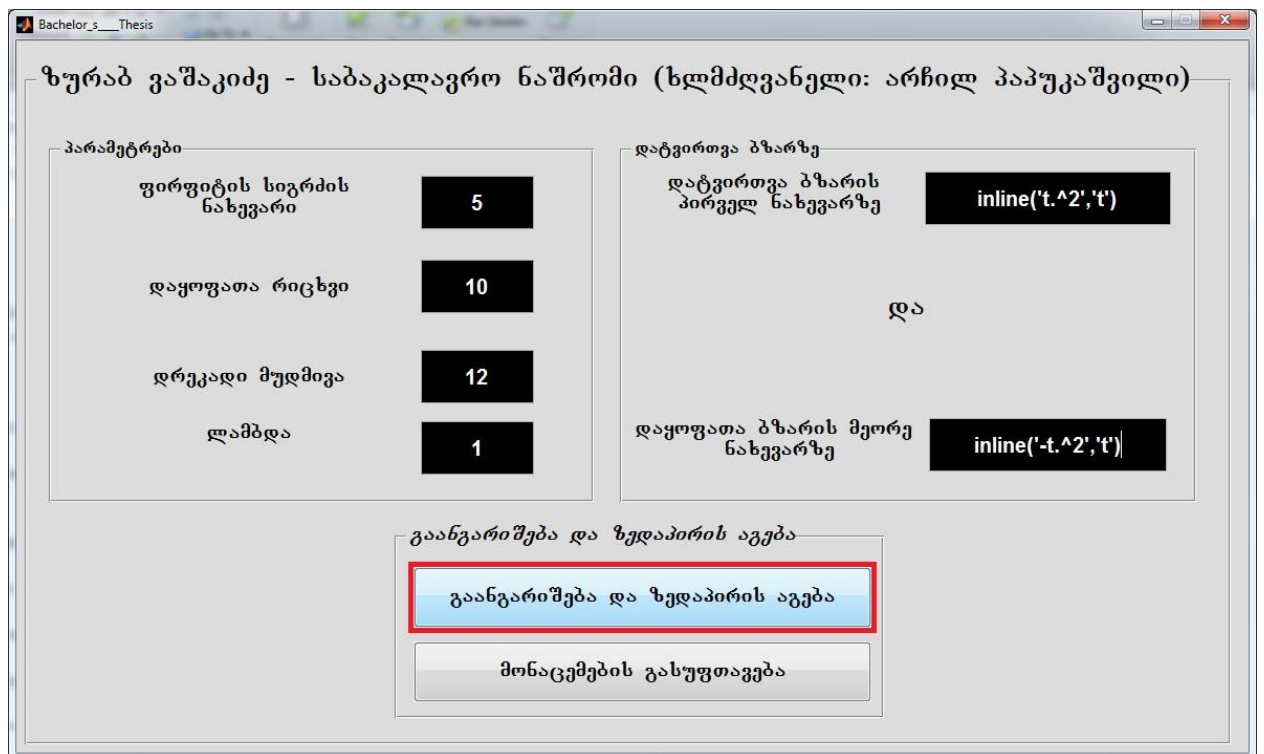 Bachelor_s___Thesis
ზურაბ ვაშაკიძე - საბაკალავრო ნაშრომი (ხლმძღვანელი: არჩილ პაპუკაშვილი)
პარამეტრები
ფირფიტის სიგრძის
ნახევარი
5
დაყოფათა რიცხვი
10
დრეკადი მუდმივა
12
ლამბდა
1
დატვირთვა ბზარზე
დატვირთვა ბზარის
პირველ ნახევარზე
inline('t.^2','t')
და
დაყოფათა ბზარის მეორე
ნახევარზე
inline('-t.^2','t')
გაანგარიშება და ზედაპირის აგება
გაანგარიშება და ზედაპირის აგება
მონაცემების გასუფთავება